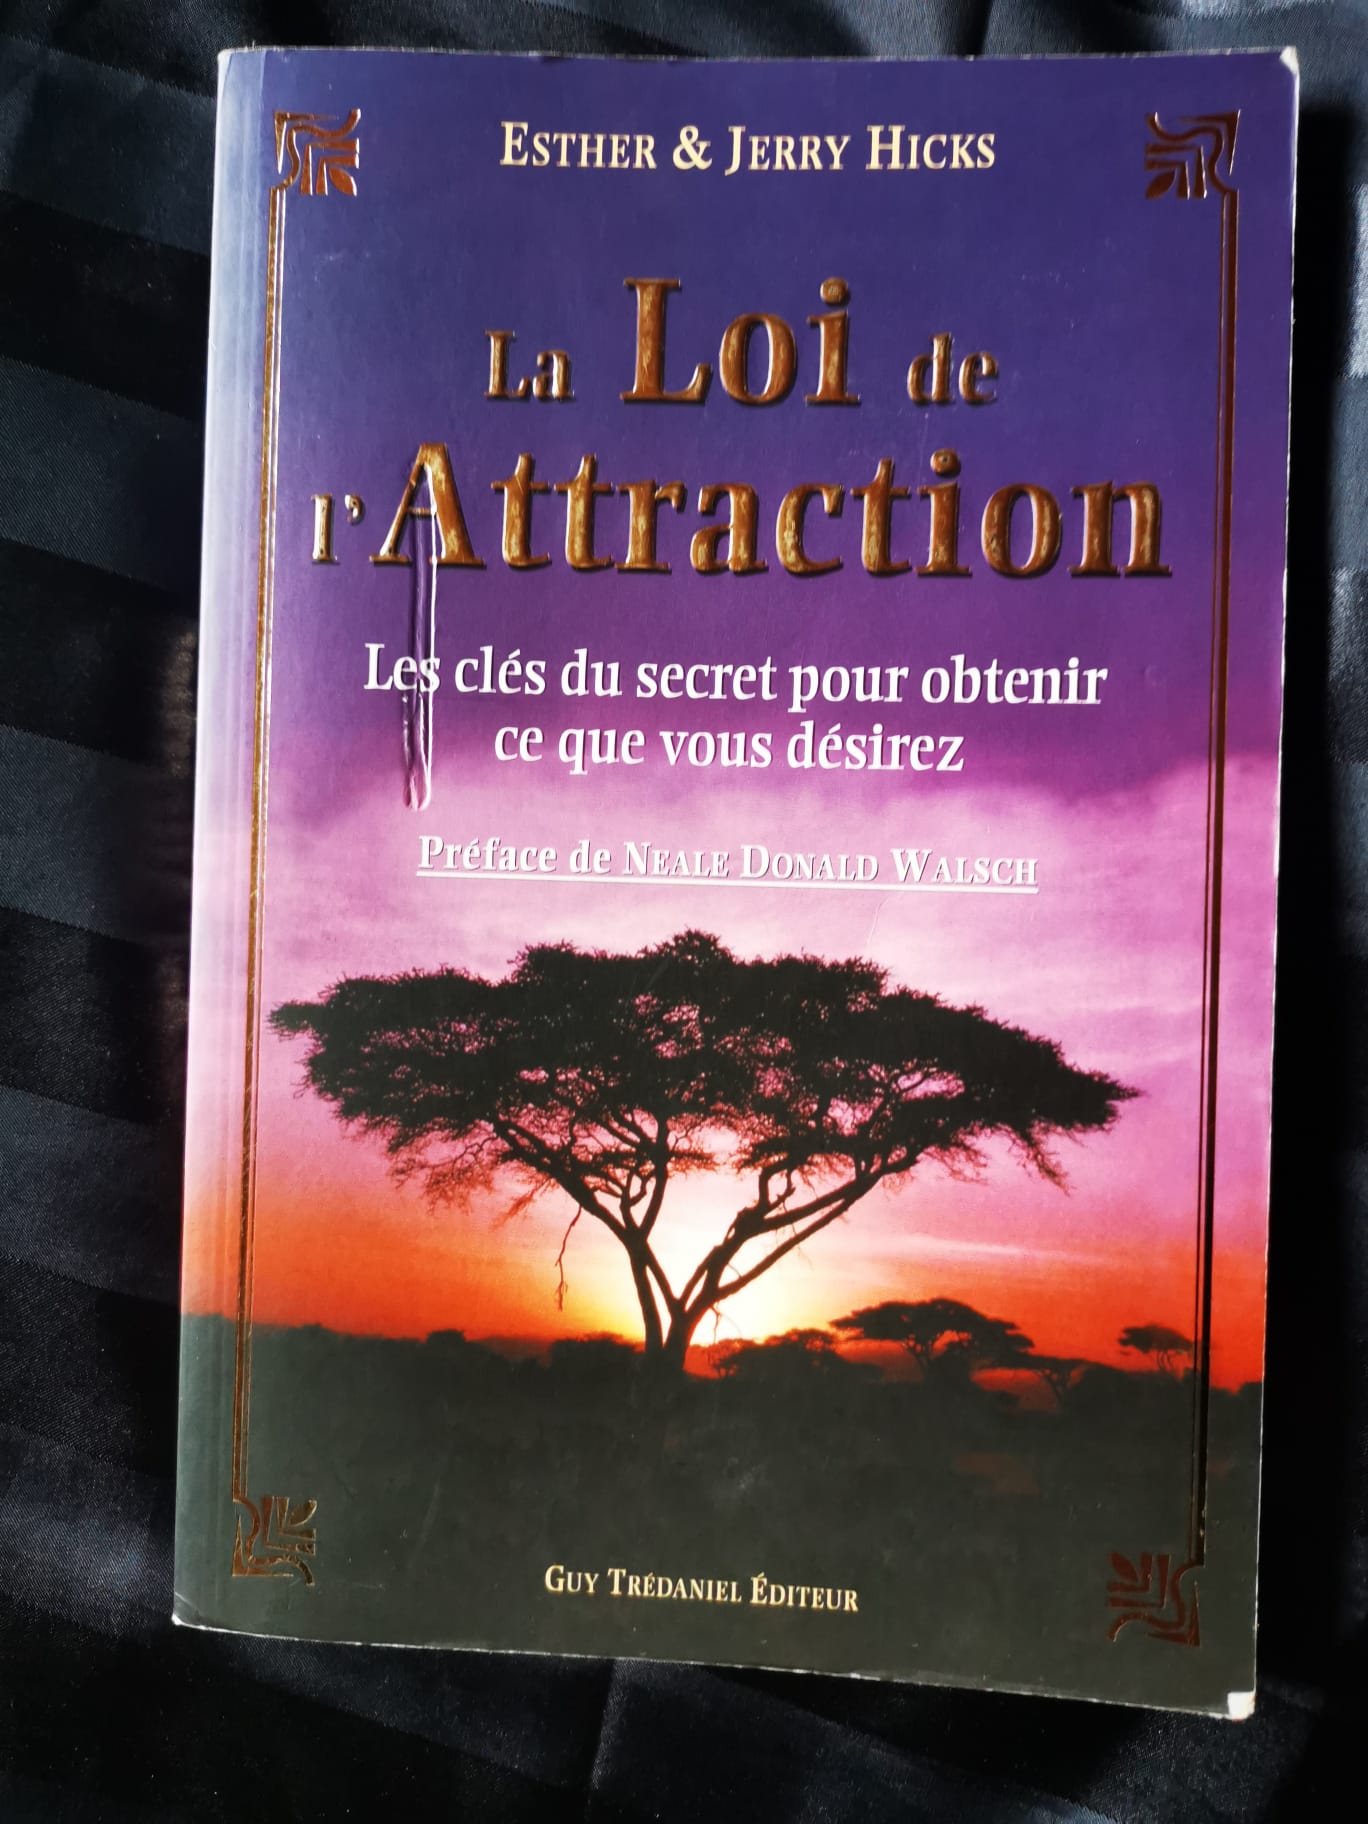 ESTHER & JERRY HICKS
La Loi de
l'Attraction
Les clés du secret pour obtenir
ce que vous désirez
Préface de NEALE DONALD WALSCH
GUY TRÉDANIEL ÉDITEUR